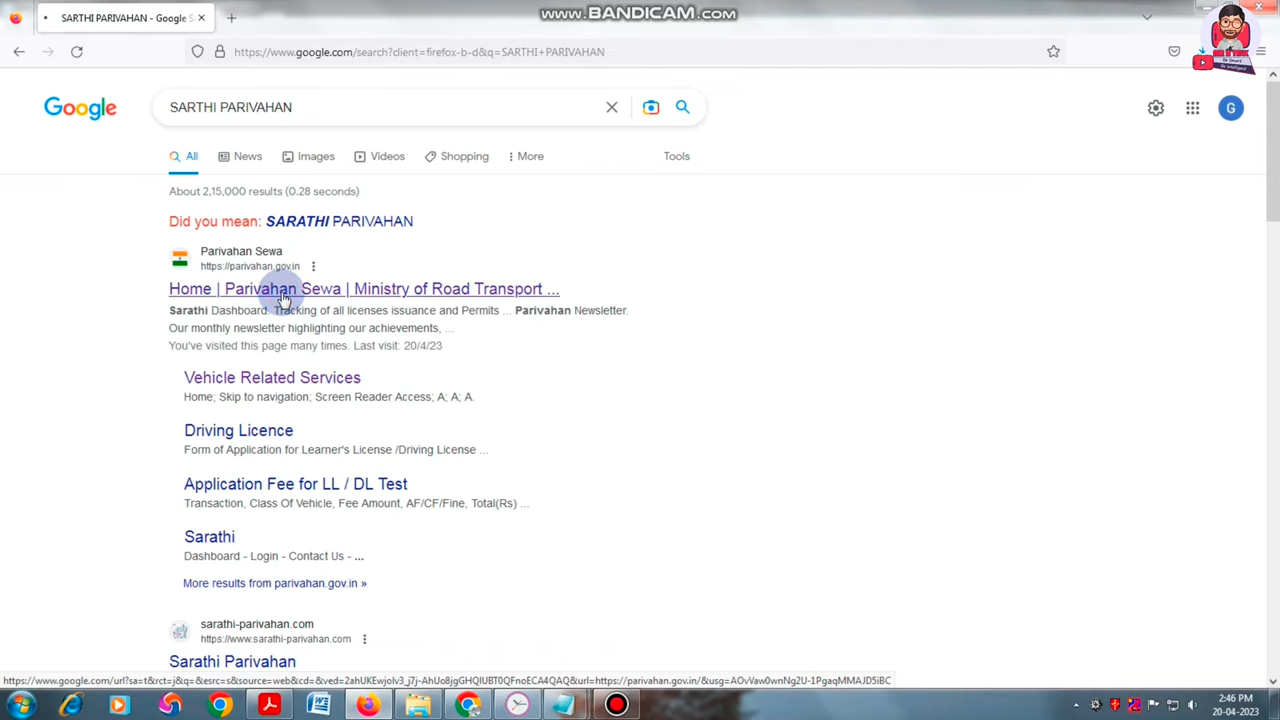 www.BANDICAM.com
SARTHI PARIVAHAN - Google S
https://www.google.com/search?client=firefox-b-d&q=SARTHI+PARIVAHAN
Google
SARTHI PARIVAHAN
G
All
News
Images
Videos
Shopping
More
Tools
About 2,15,000 results (0.28 seconds)
Did you mean: SARATHI PARIVAHAN
Parivahan Sewa
https://parivahan.gov.in
Home | Parivahan Sewa | Ministry of Road Transport ...
Sarathi Dashboard. Tracking of all licenses issuance and Permits ... Parivahan Newsletter.
Our monthly newsletter highlighting our achievements, ...
You've visited this page many times. Last visit: 20/4/23
Vehicle Related Services
Home; Skip to navigation; Screen Reader Access; A; A; A.
Driving Licence
Form of Application for Learner's License /Driving License ...
Application Fee for LL / DL Test
Transaction, Class Of Vehicle, Fee Amount, AF/CF/Fine, Total(Rs) ...
Sarathi
Dashboard - Login - Contact Us - ...
More results from parivahan.gov.in »
sarathi-parivahan.com
https://www.sarathi-parivahan.com
Sarathi Parivahan
2:46 PM
20-04-2023